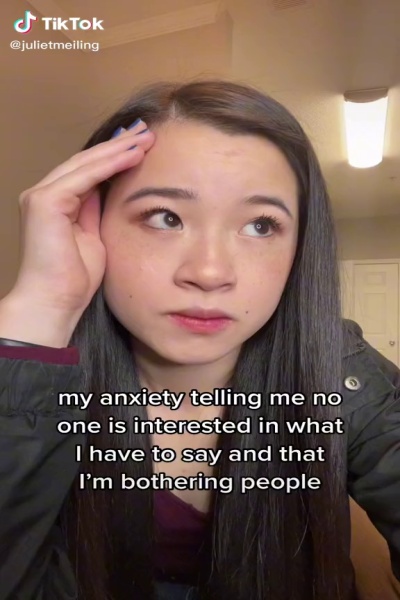 TikTok
@julietmeiling
my anxiety telling me no
one is interested in what
I have to say and that
I'm bothering people